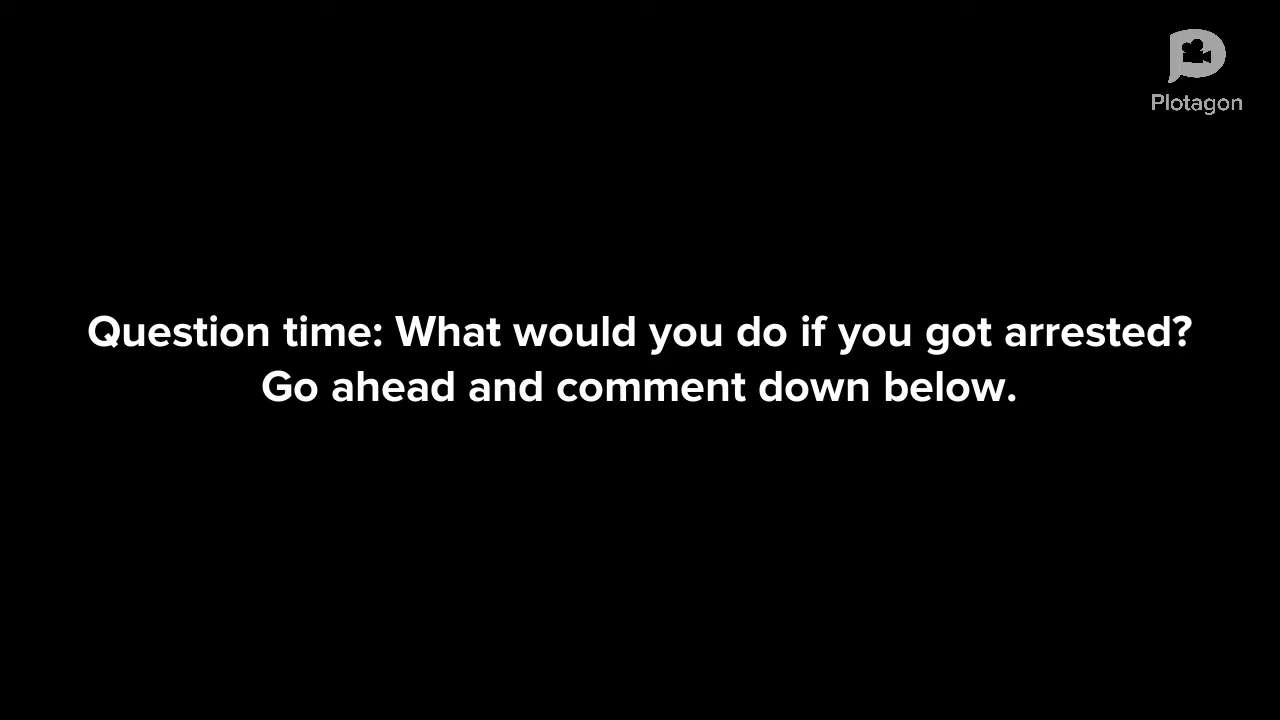 Plotagon
Question time: What would you do if you got arrested?
Go ahead and comment down below.